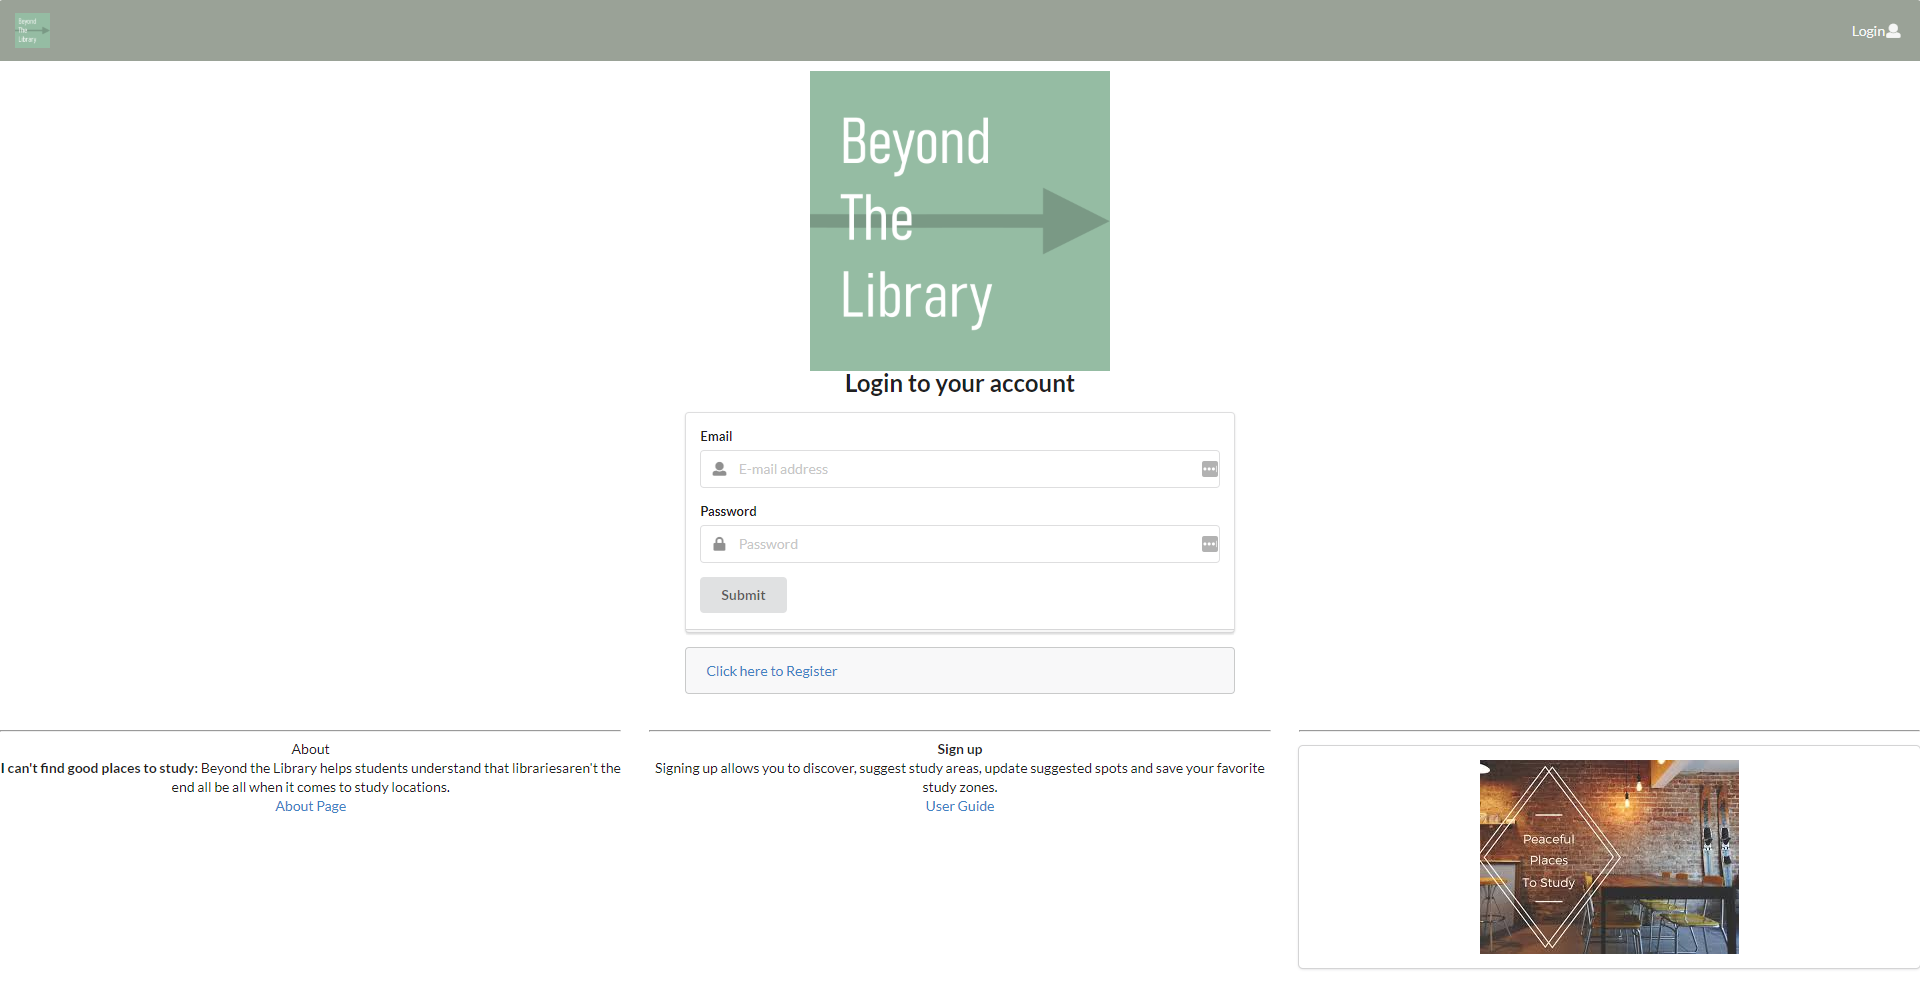 Beyond
The
Library
Login
Beyond
The
Library
Login to your account
Email
E-mail address
Password
Password
Submit
Click here to Register
About
I can't find good places to study: Beyond the Library helps students understand that librariesaren't the
end all be all when it comes to study locations.
About Page
Sign up
Signing up allows you to discover, suggest study areas, update suggested spots and save your favorite
study zones.
User Guide
Peaceful
Places
To Study